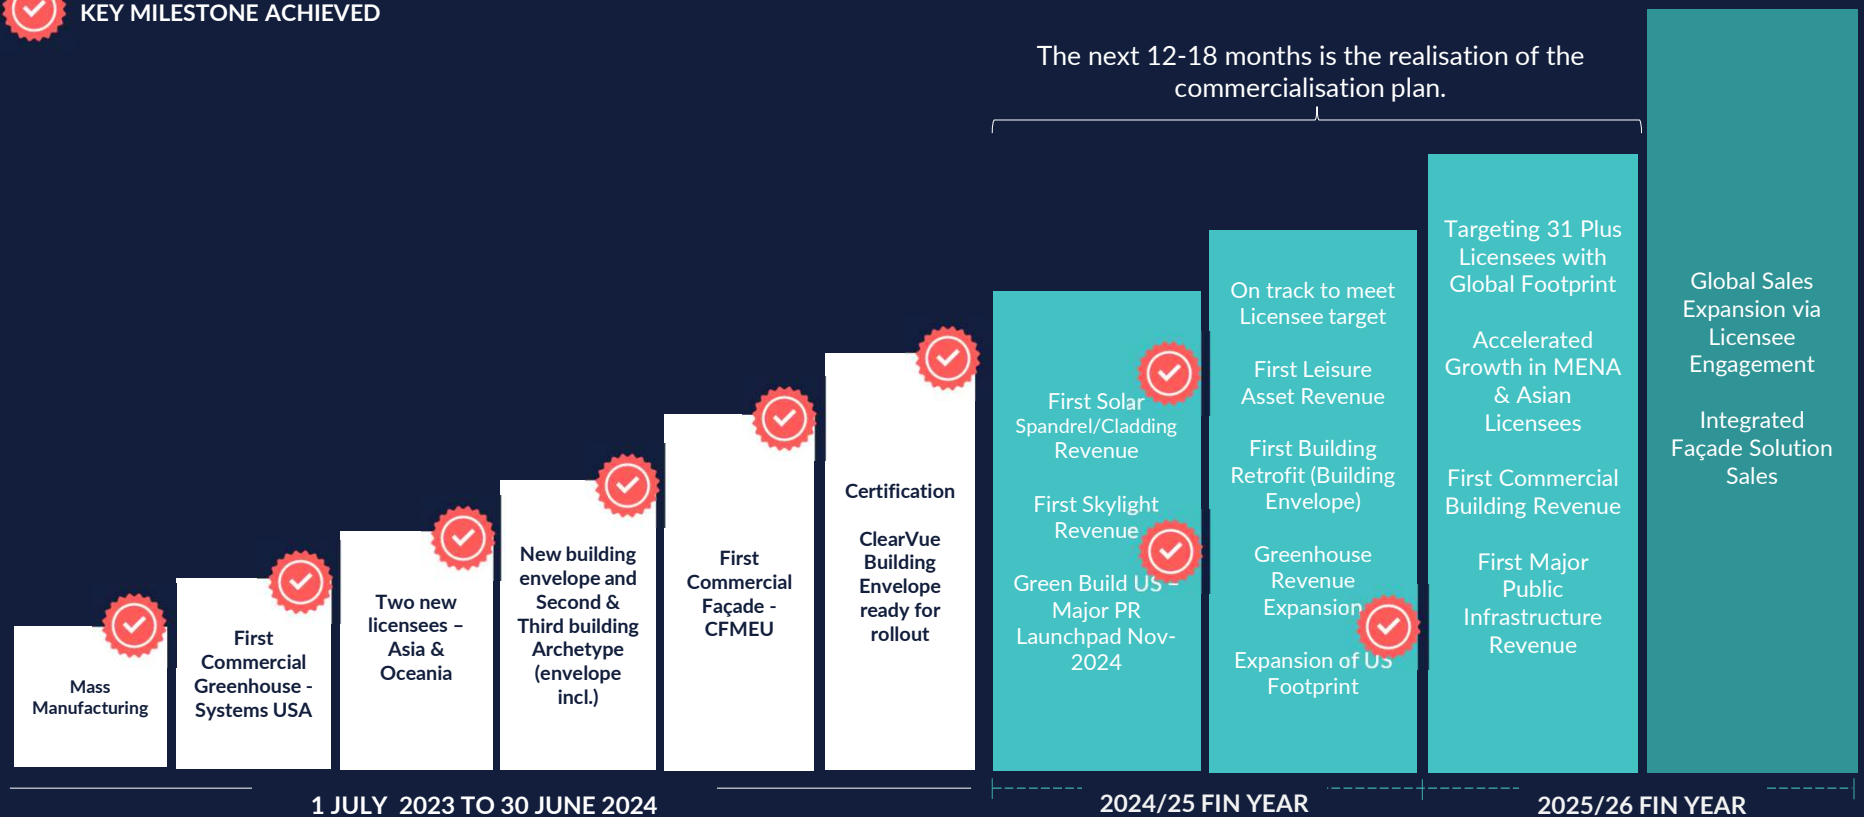 KEY MILESTONE ACHIEVED
The next 12-18 months is the realisation of the
commercialisation plan.
Mass
Manufacturing
First
Commercial
Greenhouse -
Systems USA
Two new
licensees –
Asia &
Oceania
New building
envelope and
Second &
Third building
Archetype
(envelope
incl.)
First
Commercial
Façade -
CFMEU
Certification
ClearVue
Building
Envelope
ready for
rollout
First Solar
Spandrel/Cladding
Revenue
First Skylight
Revenue
Green Build US –
Major PR
Launchpad Nov-
2024
On track to meet
Licensee target
First Leisure
Asset Revenue
First Building
Retrofit (Building
Envelope)
Greenhouse
Revenue
Expansion
Expansion of US
Footprint
Targeting 31 Plus
Licensees with
Global Footprint
Accelerated
Growth in MENA
& Asian
Licensees
First Commercial
Building Revenue
First Major
Public
Infrastructure
Revenue
Global Sales
Expansion via
Licensee
Engagement
Integrated
Façade Solution
Sales
1 JULY 2023 TO 30 JUNE 2024
2024/25 FIN YEAR
2025/26 FIN YEAR